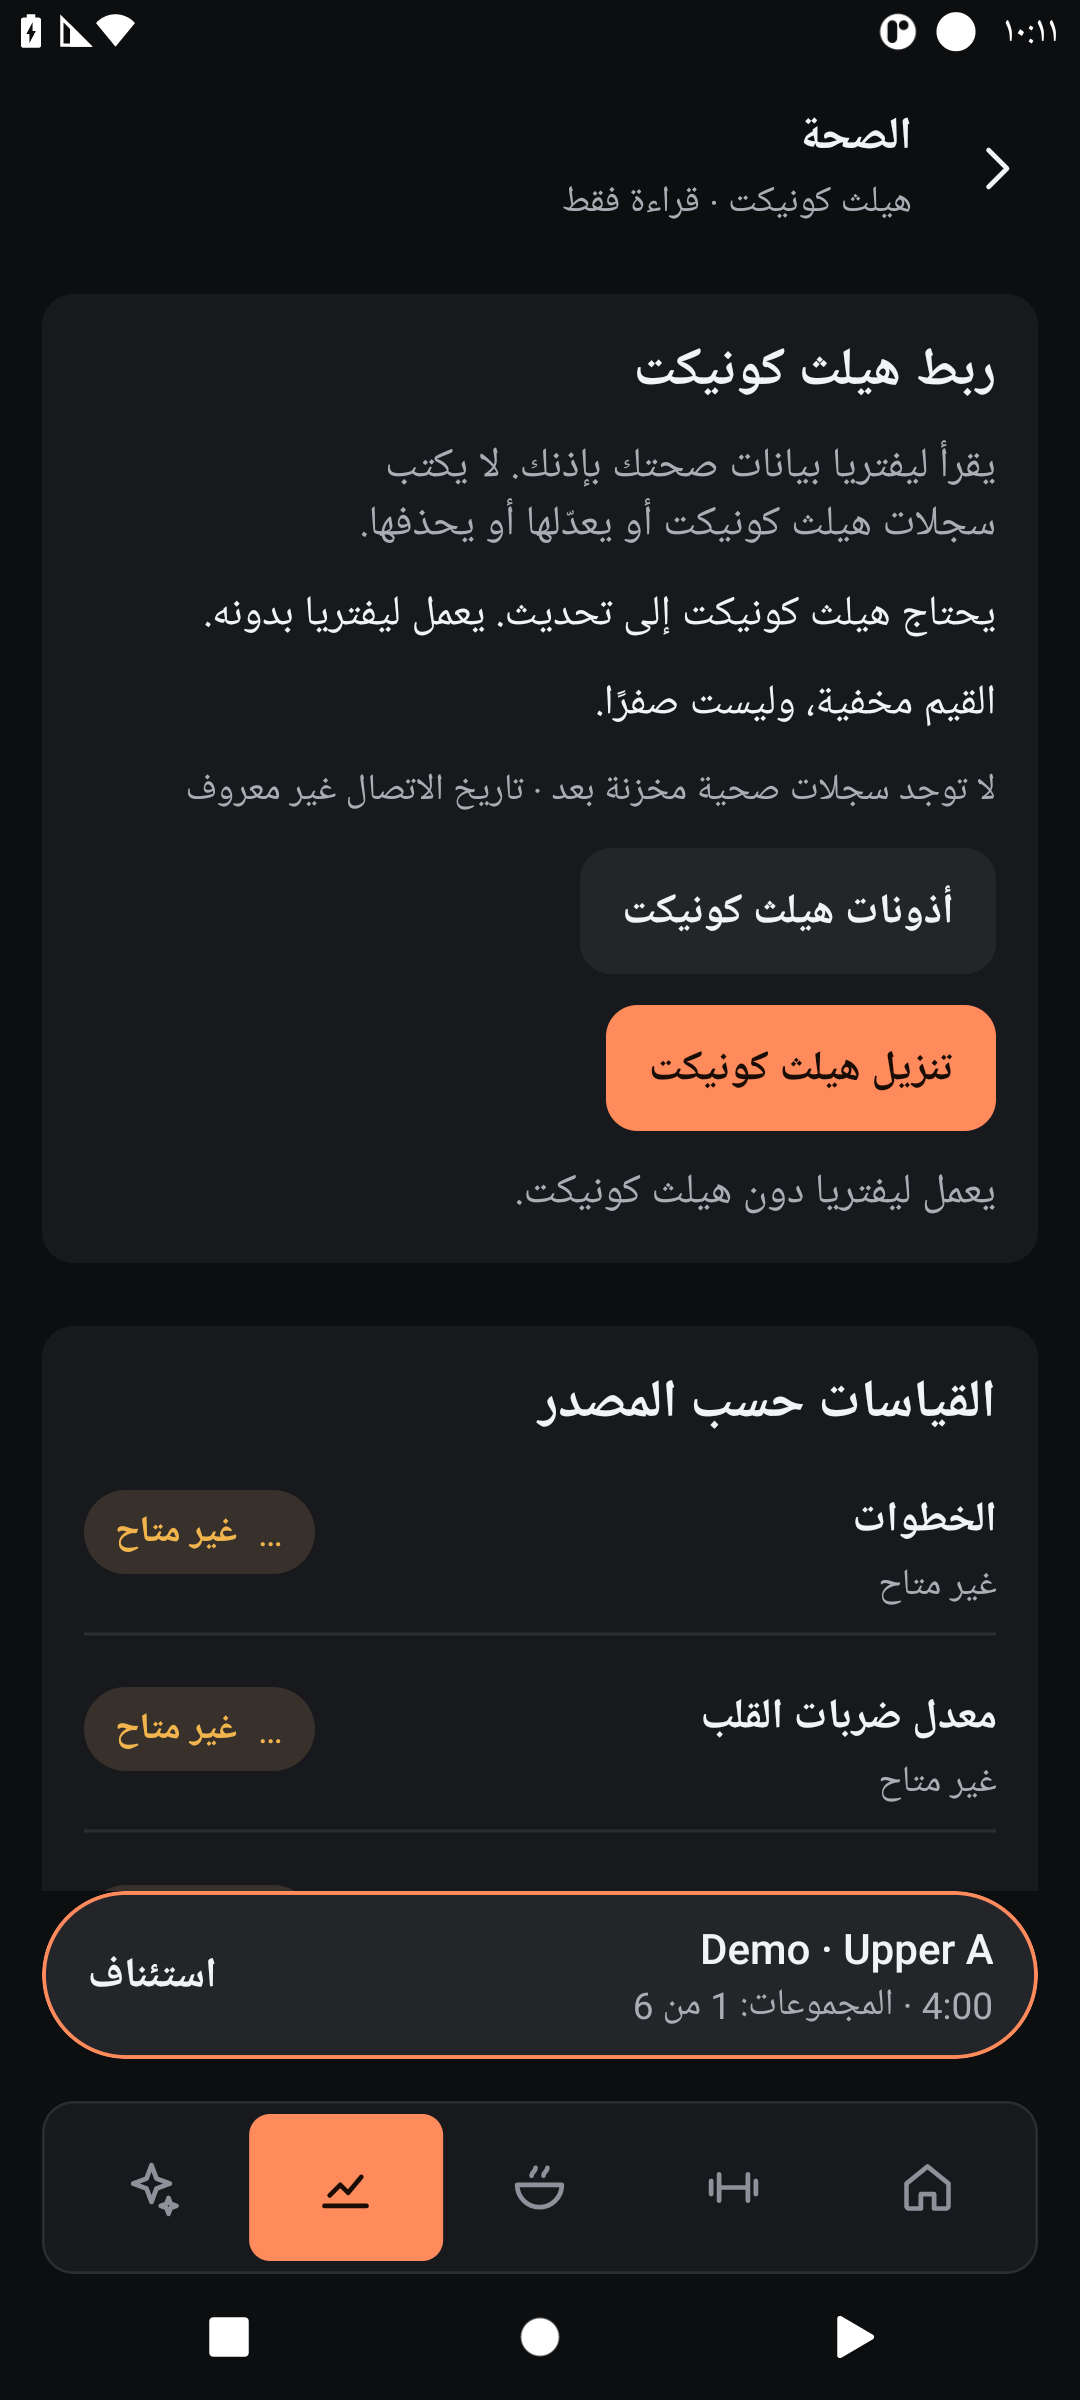 ١٠:١١
الصحة
هيلث كونيكت · قراءة فقط
ربط هيلث كونيكت
يقرأ ليفتريا بيانات صحتك بإذنك. لا يكتب
سجلات هيلث كونيكت أو يعدّلها أو يحذفها.
يحتاج هيلث كونيكت إلى تحديث. يعمل ليفتريا بدونه.
القيم مخفية، وليست صفرًا.
لا توجد سجلات صحية مخزنة بعد · تاريخ الاتصال غير معروف
أذونات هيلث كونيكت
تنزيل هيلث كونيكت
يعمل ليفتريا دون هيلث كونيكت.
القياسات حسب المصدر
الخطوات
... غير متاح
غير متاح
معدل ضربات القلب
... غير متاح
غير متاح
Demo · Upper A
4:00 · المجموعات: 1 من 6
استئناف